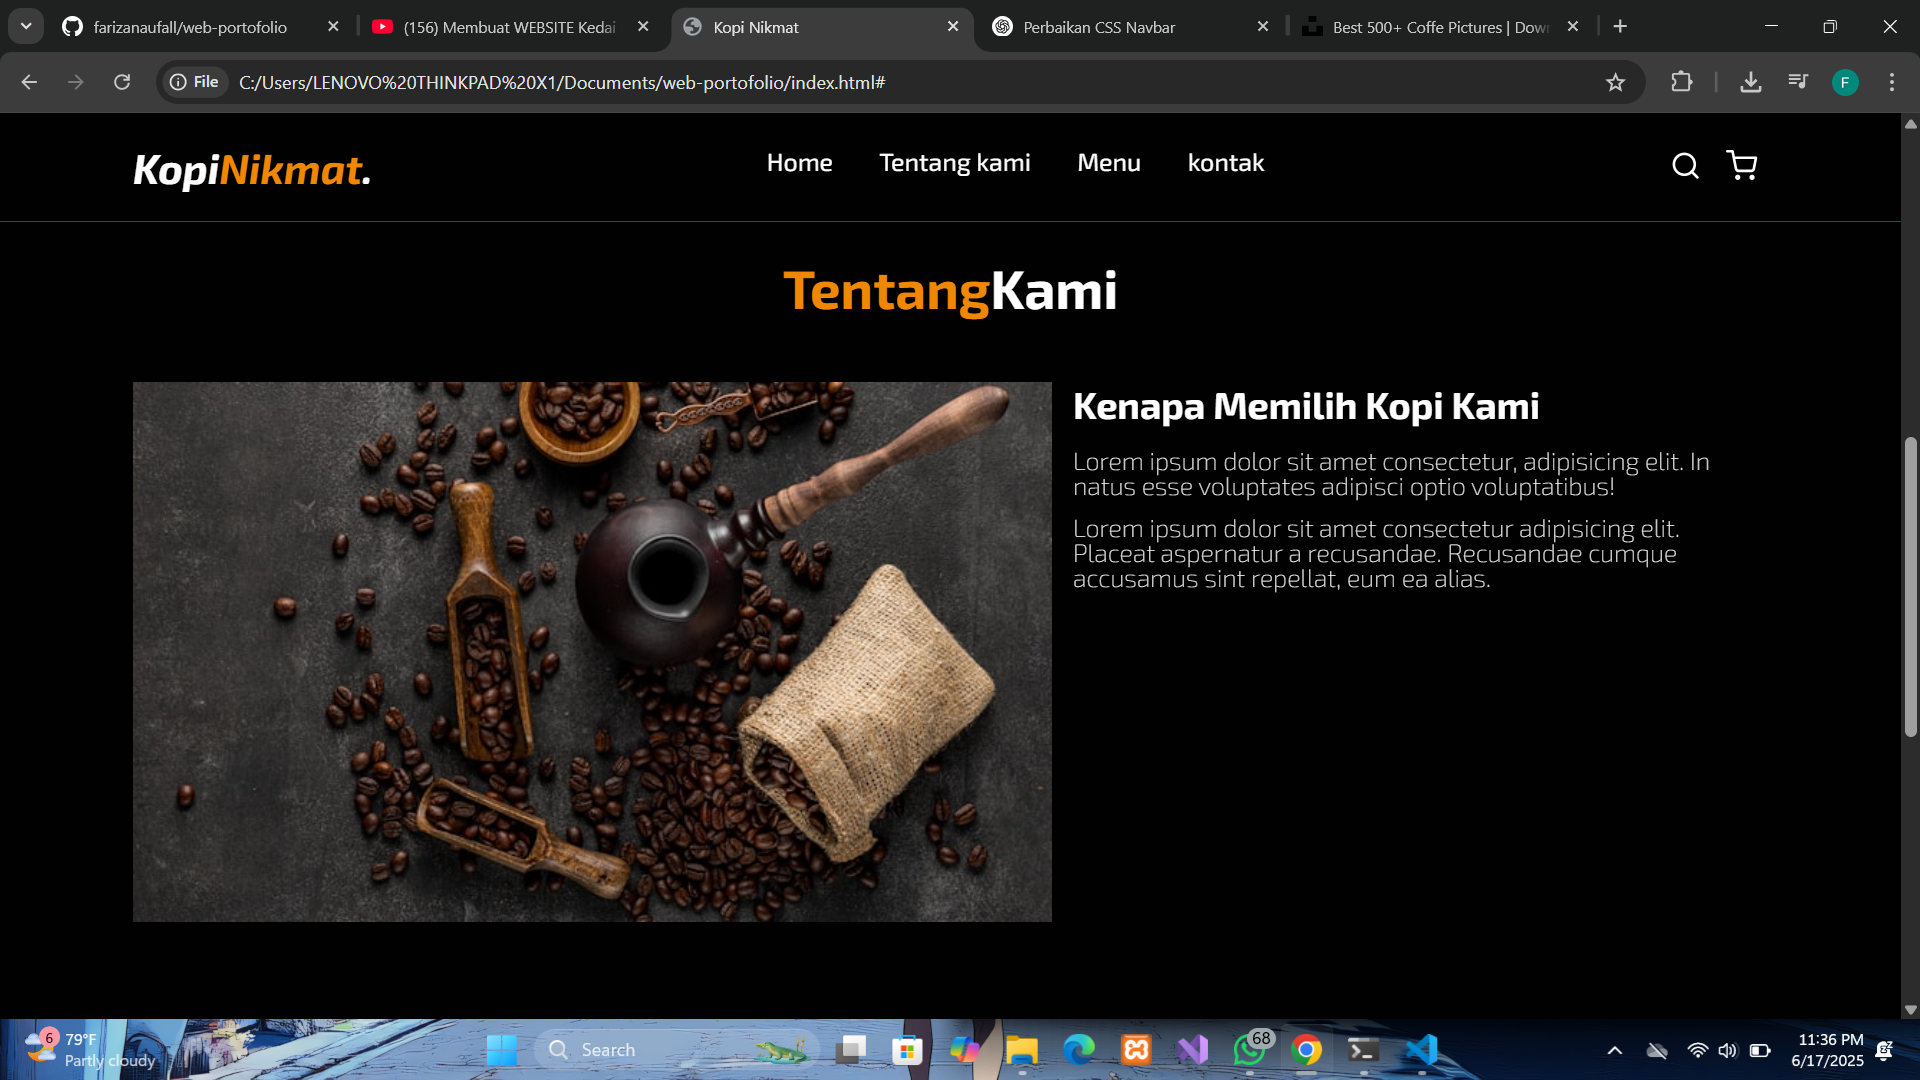 farizanaufall/web-portofolio
(156) Membuat WEBSITE Kedai
Kopi Nikmat
Perbaikan CSS Navbar
Best 500+ Coffe Pictures | Dow
File
C:/Users/LENOVO%20THINKPAD%20X1/Documents/web-portofolio/index.html#
F
KopiNikmat.
Home
Tentang kami
Menu
kontak
TentangKami
Kenapa Memilih Kopi Kami
Lorem ipsum dolor sit amet consectetur, adipisicing elit. In
natus esse voluptates adipisci optio voluptatibus!
Lorem ipsum dolor sit amet consectetur adipisicing elit.
Placeat aspernatur a recusandae. Recusandae cumque
accusamus sint repellat, eum ea alias.
6
79°F
Partly cloudy
Search
68
11:36 PM
6/17/2025